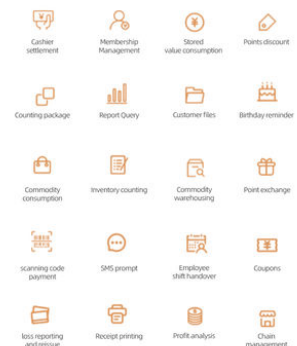 Cashier
settlement
Membership
Management
Stored
value consumption
Points discount
Counting package
Report Query
Customer files
Birthday reminder
Commodity
consumption
Inventory counting
Commodity
warehousing
Point exchange
scanning code
payment
SMS prompt
Employee
shift handover
Coupons
loss reporting
and reissue
Receipt printing
Profit analysis
Chain
management